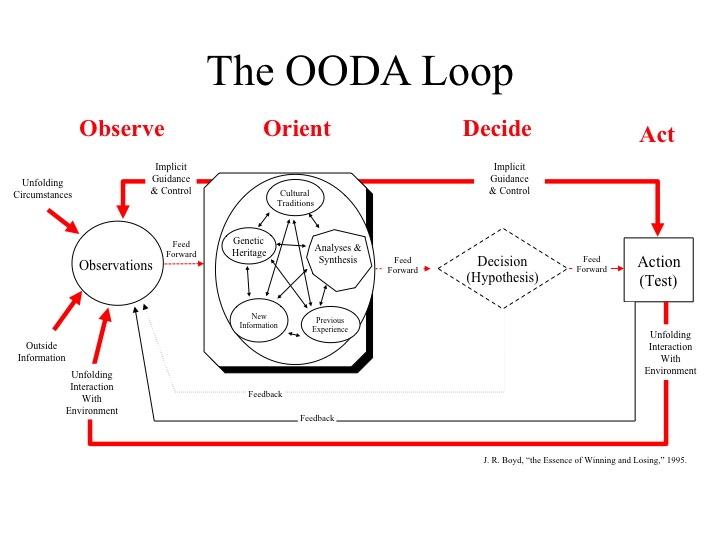 The OODA Loop
Observe
Orient
Decide
Act
Implicit
Guidance
& Control
Implicit
Guidance
& Control
Unfolding
Circumstances
Cultural
Traditions
Genetic
Heritage
Analyses &
Synthesis
New
Information
Previous
Experience
Observations
Feed
Forward
Feed
Forward
Decision
(Hypothesis)
Feed
Forward
Action
(Test)
Outside
Information
Unfolding
Interaction
With
Environment
Unfolding
Interaction
With
Environment
Feedback
Feedback
J. R. Boyd, “the Essence of Winning and Losing,” 1995.